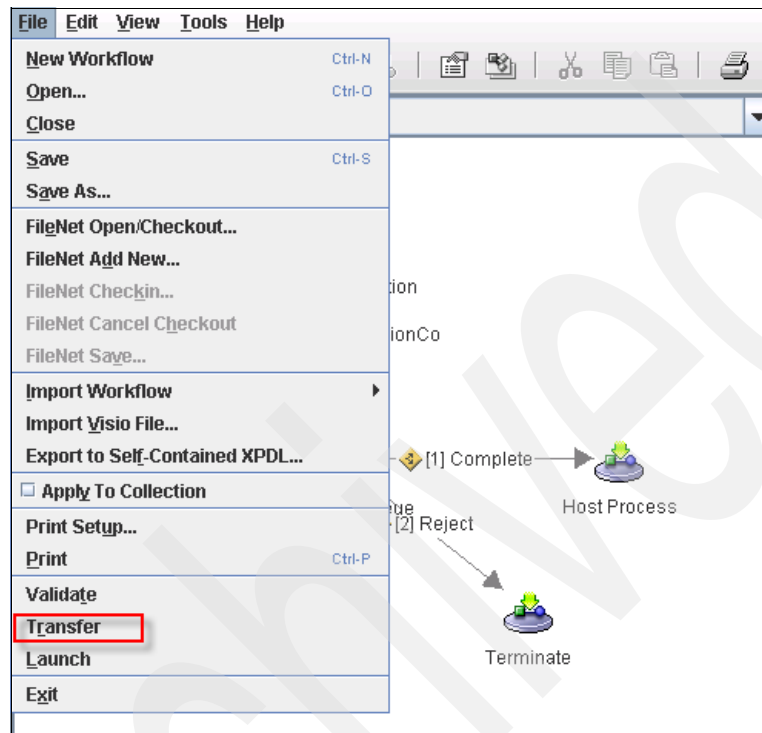 File Edit View Tools Help
New Workflow Ctrl-N
Open... Ctrl-O
Close
Save Ctrl-S
Save As...
FileNet Open/Checkout...
FileNet Add New...
FileNet Checkin...
FileNet Cancel Checkout
FileNet Save...
Import Workflow
Import Visio File...
Export to Self-Contained XPDL...
Apply To Collection
Print Setup...
Print Ctrl-P
Validate
Transfer
Launch
Exit
tion
ionCo
[1] Complete
Host Process
ue
[2] Reject
Terminate